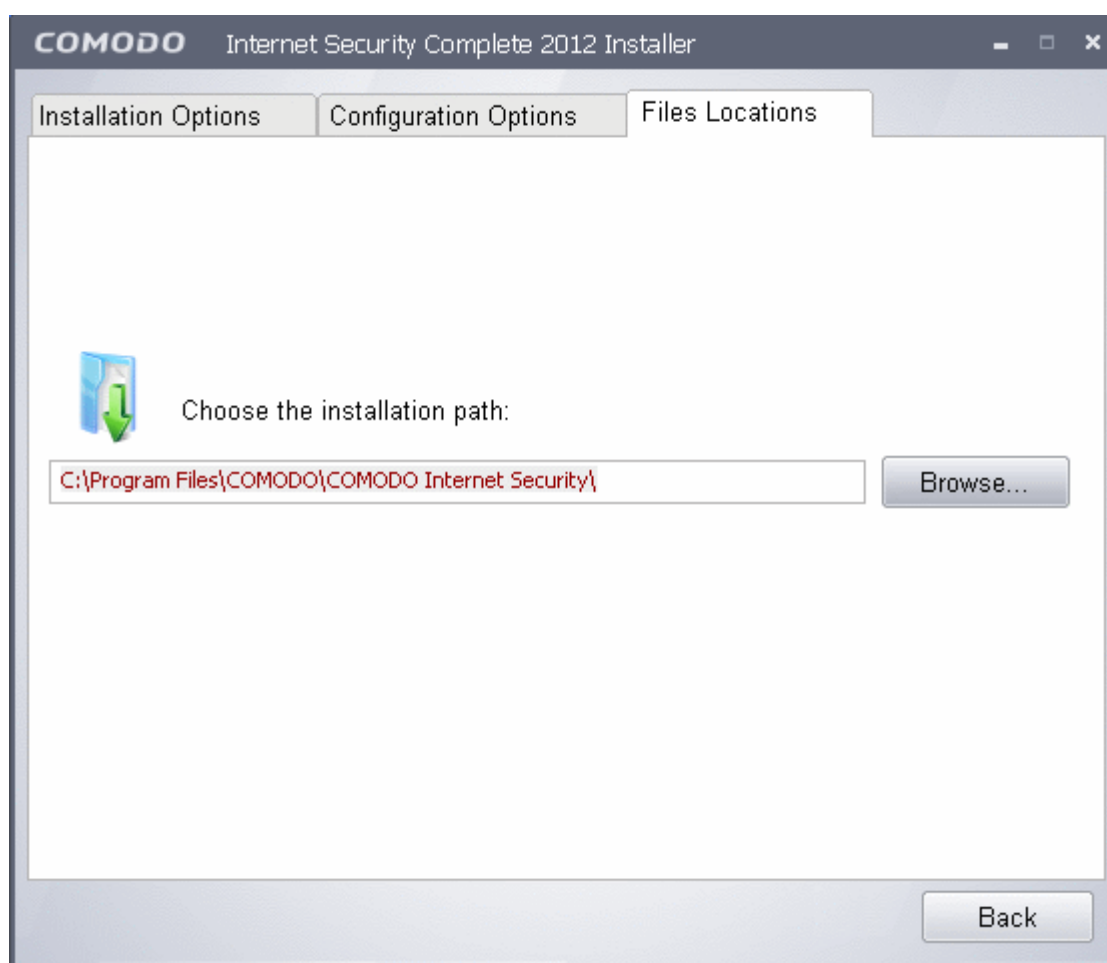 COMODO Internet Security Complete 2012 Installer
Installation Options Configuration Options Files Locations
Choose the installation path:
C:\Program Files\COMODO\COMODO Internet Security\ Browse...
Back